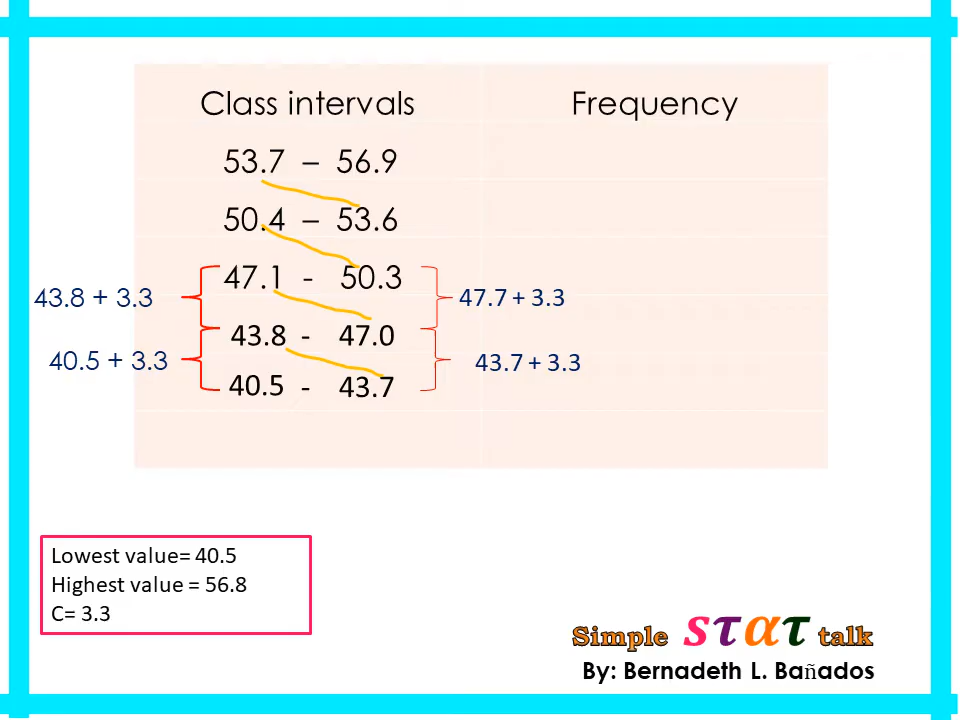 Class intervals Frequency
53.7 – 56.9
50.4 – 53.6
47.1 - 50.3
43.8 + 3.3 47.7 + 3.3
43.8 - 47.0
40.5 + 3.3 43.7 + 3.3
40.5 - 43.7
Lowest value= 40.5
Highest value = 56.8
C= 3.3
Simple sτατ talk
By: Bernadeth L. Bañados